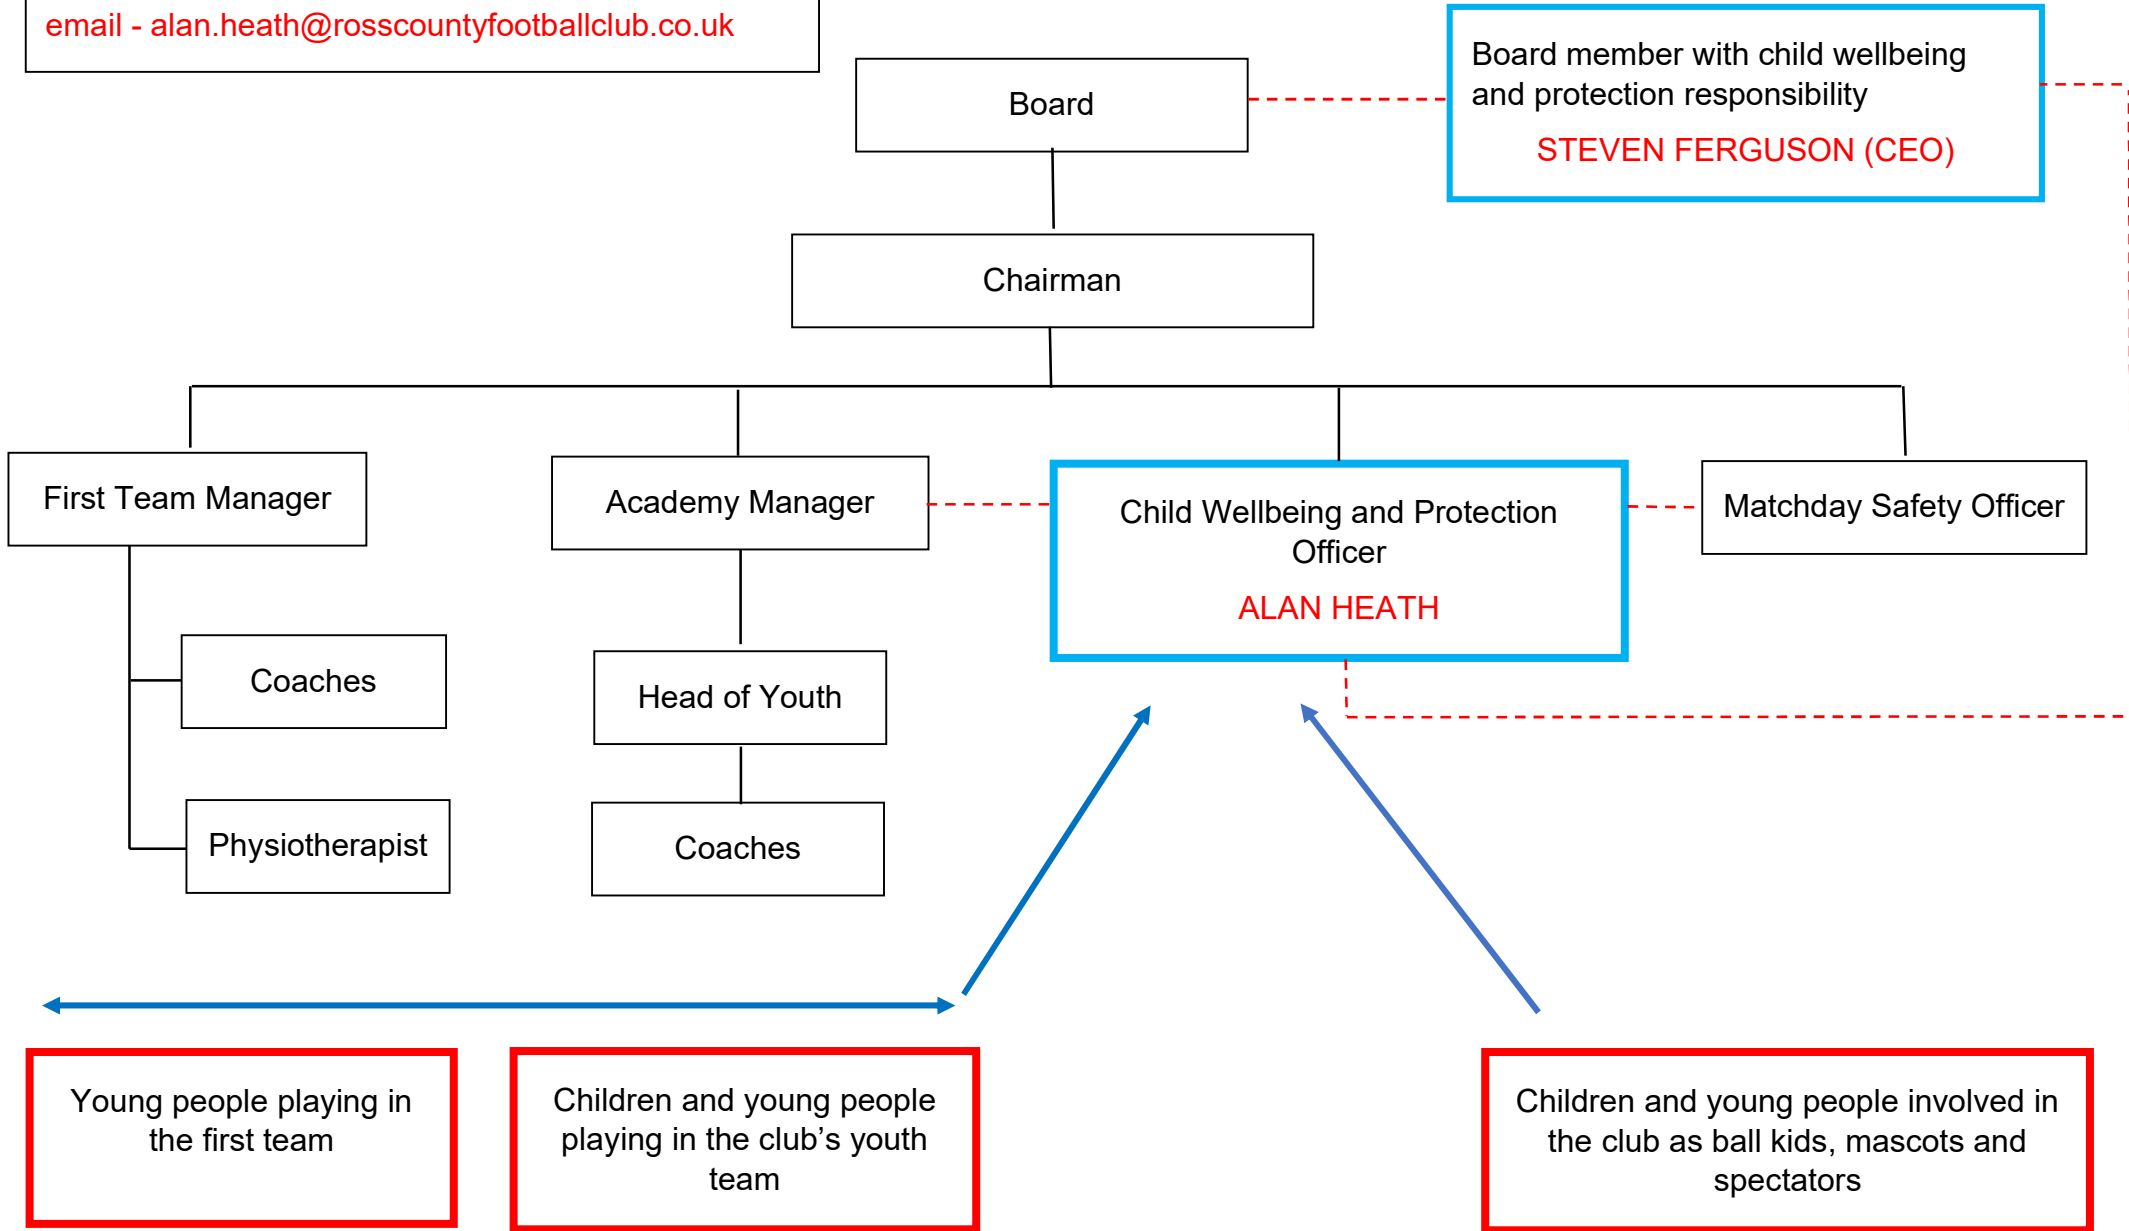 email - alan.heath@rosscountyfootballclub.co.uk
Board member with child wellbeing
and protection responsibility
STEVEN FERGUSON (CEO)
Board
Chairman
First Team Manager
Academy Manager
Child Wellbeing and Protection
Officer
ALAN HEATH
Matchday Safety Officer
Coaches
Head of Youth
Physiotherapist
Coaches
Young people playing in
the first team
Children and young people
playing in the club’s youth
team
Children and young people involved in
the club as ball kids, mascots and
spectators